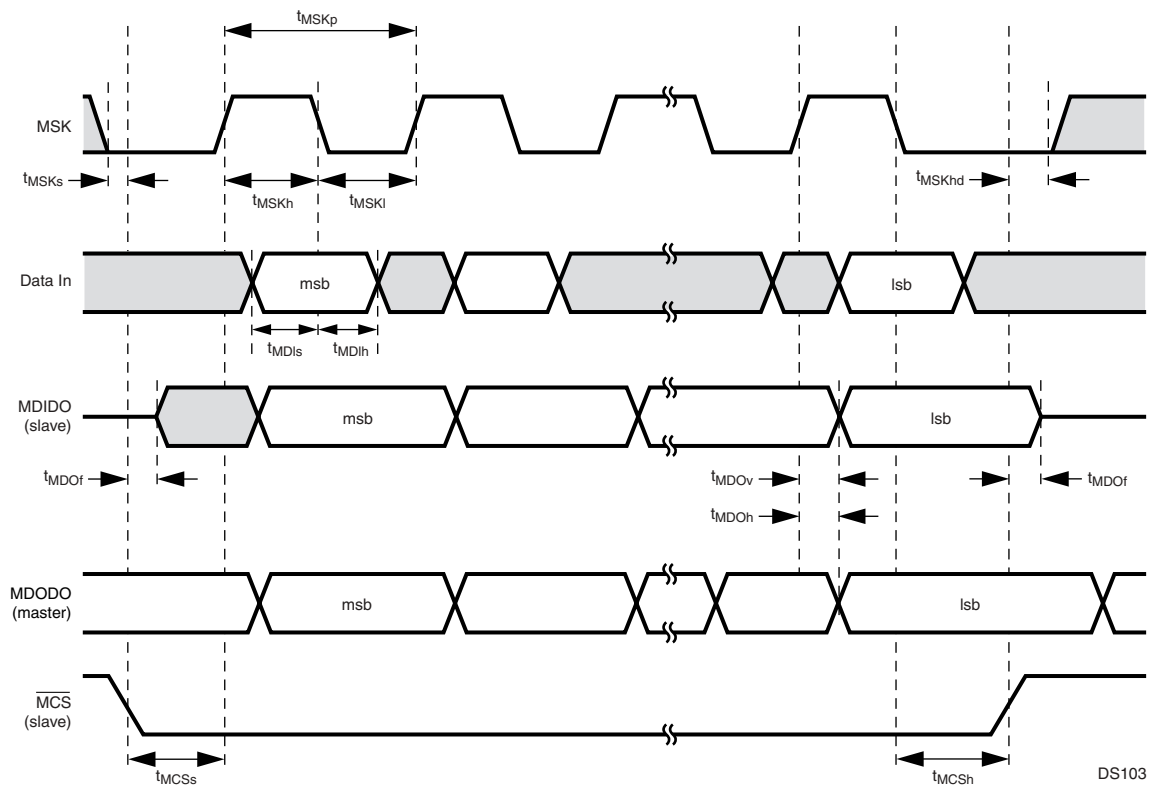 tMSKp
MSK
tMSKs
tMSKh
tMSKl
tMSKhd
Data In
msb
lsb
tMDIs
tMDIh
MDIDO
(slave)
msb
lsb
tMDOf
tMDOv
tMDOf
tMDOh
MDODO
(master)
msb
lsb
MCS
(slave)
tMCSs
tMCSh
DS103